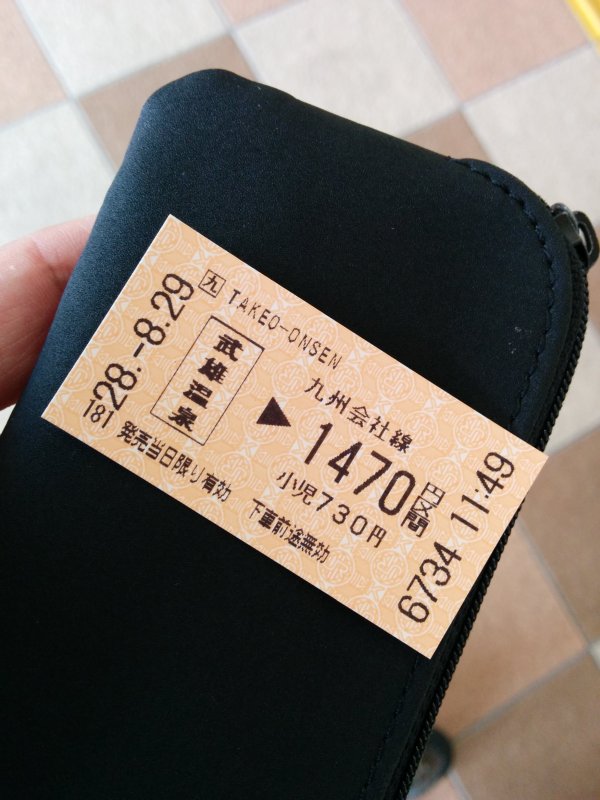 九 TAKEO-ONSEN
28.-8.29
181
武雄温泉
九州会社線
▶ 1470円区間
小児730円
発売当日限り有効 下車前途無効
6734 11:49